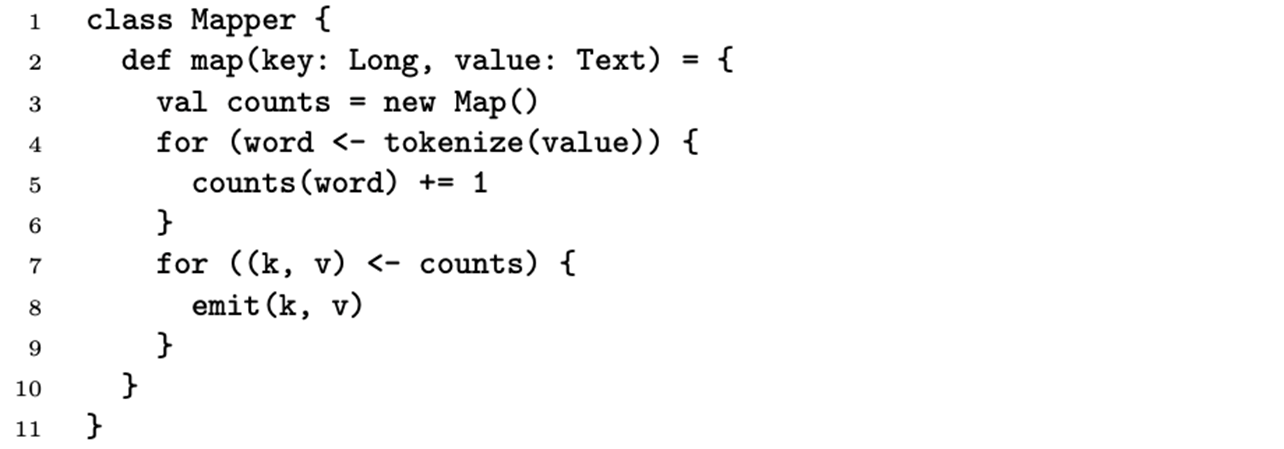 1 class Mapper {
2   def map(key: Long, value: Text) = {
3     val counts = new Map()
4     for (word <- tokenize(value)) {
5       counts(word) += 1
6     }
7     for ((k, v) <- counts) {
8       emit(k, v)
9     }
10   }
11 }